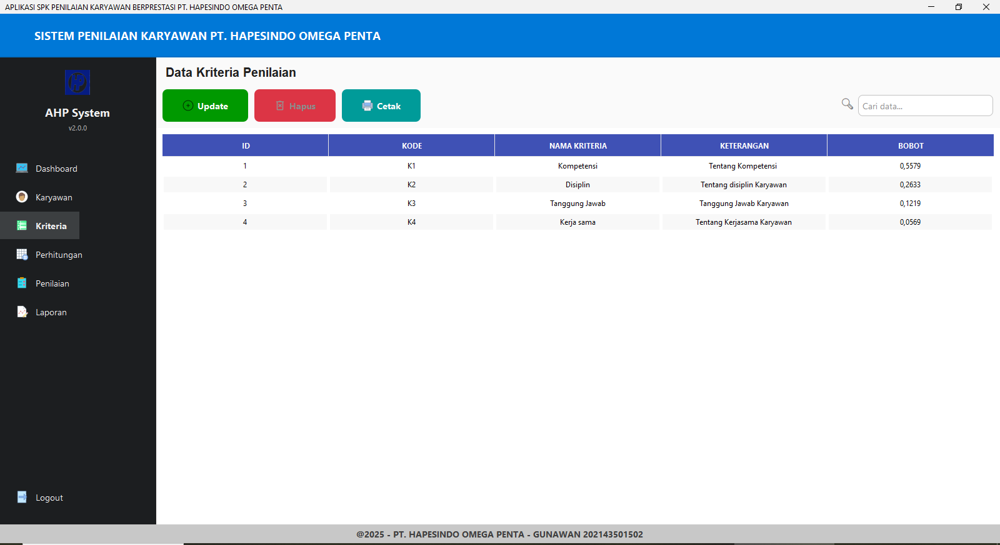 APLIKASI SPK PENILAIAN KARYAWAN BERPRESTASI PT. HAPESINDO OMEGA PENTA
SISTEM PENILAIAN KARYAWAN PT. HAPESINDO OMEGA PENTA
AHP System
v2.0.0
Dashboard
Karyawan
Kriteria
Perhitungan
Penilaian
Laporan
Logout
Data Kriteria Penilaian
Update Hapus Cetak Cari data...
ID KODE NAMA KRITERIA KETERANGAN BOBOT
1 K1 Kompetensi Tentang Kompetensi 0,5579
2 K2 Disiplin Tentang disiplin Karyawan 0,2633
3 K3 Tanggung Jawab Tanggung Jawab Karyawan 0,1219
4 K4 Kerja sama Tentang Kerjasama Karyawan 0,0569
@2025 - PT. HAPESINDO OMEGA PENTA - GUNAWAN 202143501502